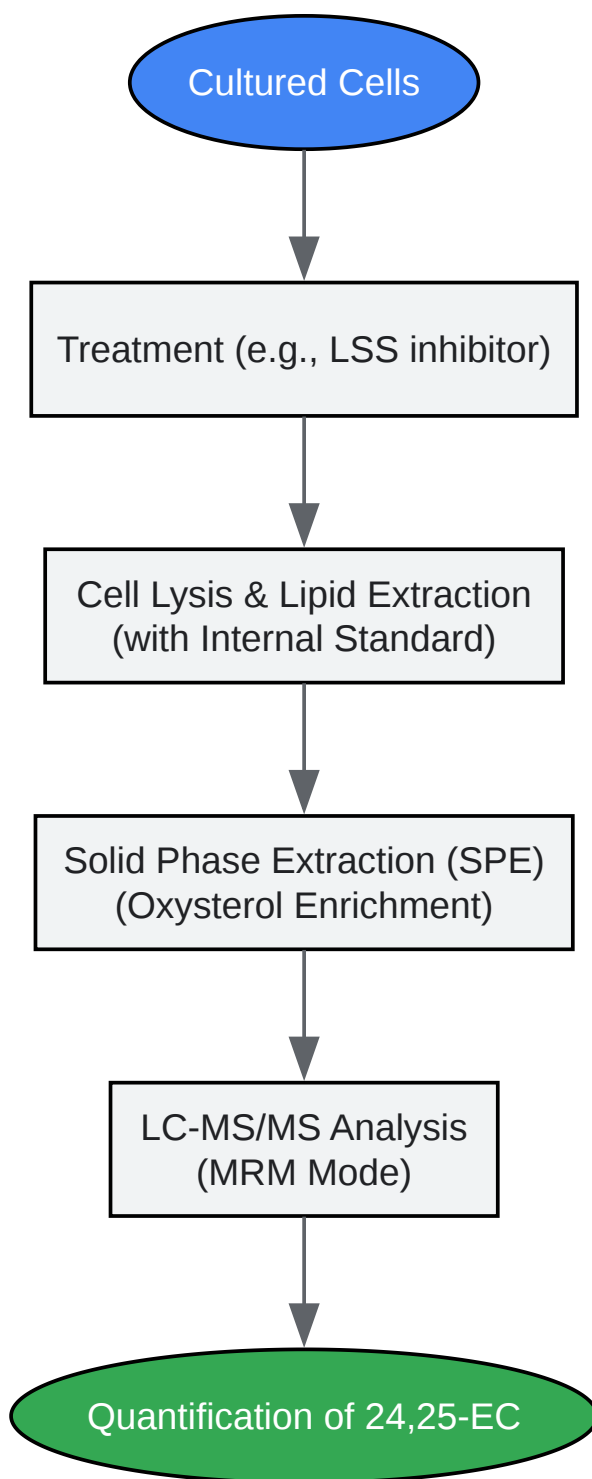 Cultured Cells
Treatment (e.g., LSS inhibitor)
Cell Lysis & Lipid Extraction
(with Internal Standard)
Solid Phase Extraction (SPE)
(Oxysterol Enrichment)
LC-MS/MS Analysis
(MRM Mode)
Quantification of 24,25-EC